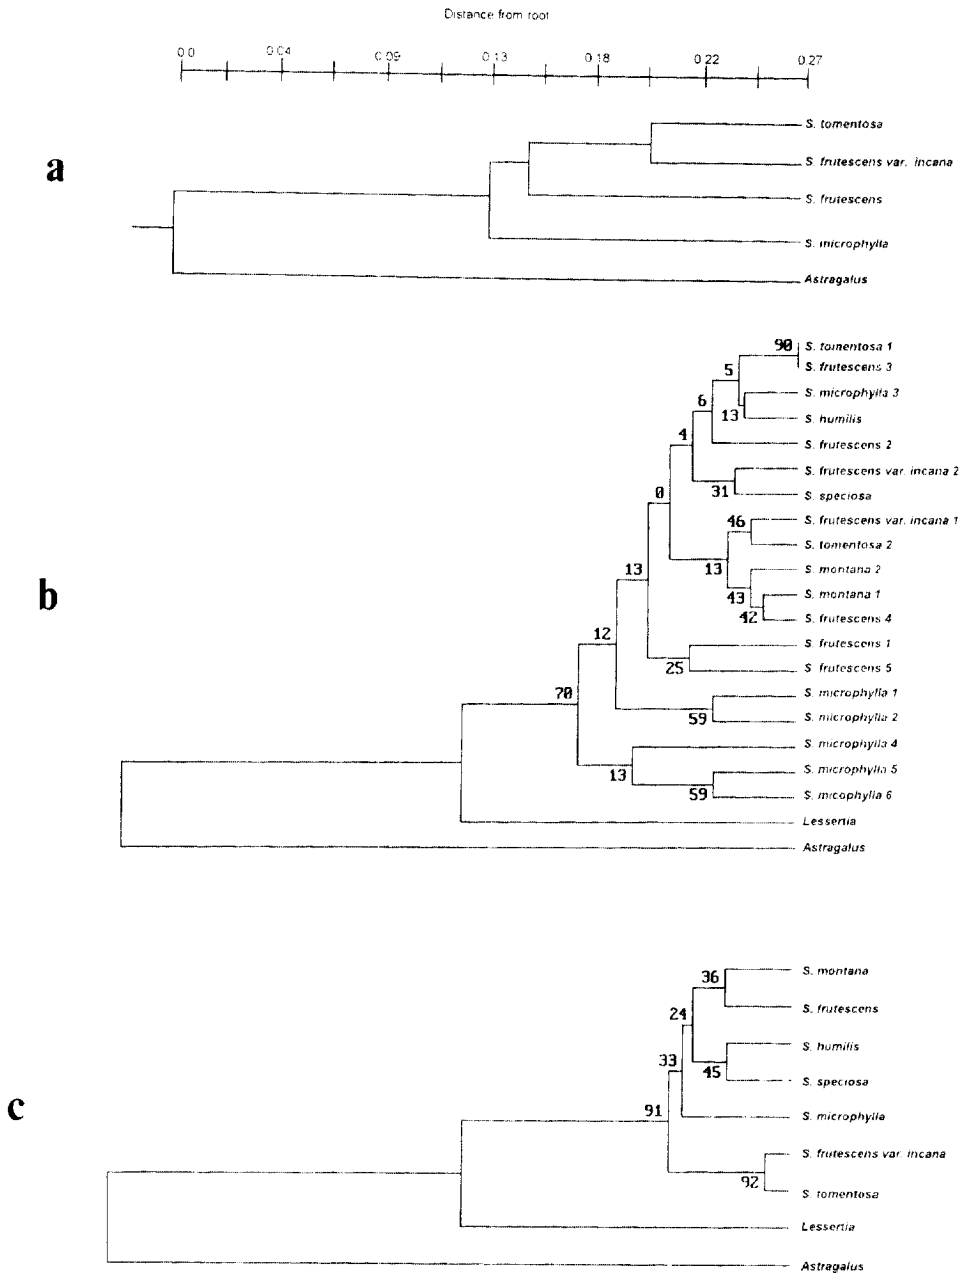 Distance from root
0.0 0.04 0.09 0.13 0.18 0.22 0.27
a
S. tomentosa
S. frutescens var. incana
S. frutescens
S. microphylla
Astragalus
b
90 S. tomentosa 1
S. frutescens 3
5
S. microphylla 3
6
13 S. humilis
4
S. frutescens 2
S. frutescens var. incana 2
0 31 S. speciosa
46 S. frutescens var. incana 1
S. tomentosa 2
13 13 S. montana 2
43 S. montana 1
42 S. frutescens 4
12
S. frutescens 1
25 S. frutescens 5
70
S. microphylla 1
59 S. microphylla 2
S. microphylla 4
13 S. microphylla 5
59 S. micophylla 6
Lessertia
Astragalus
c
36 S. montana
S. frutescens
24
S. humilis
33
45 S. speciosa
91 S. microphylla
S. frutescens var. incana
92 S. tomentosa
Lessertia
Astragalus